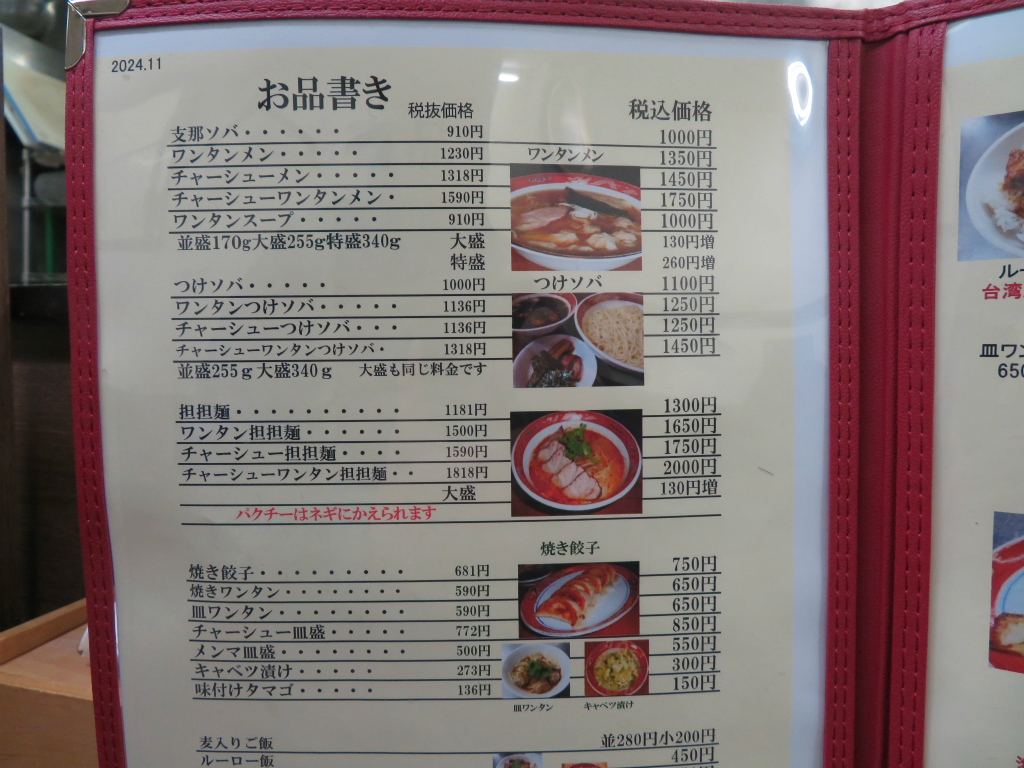 2024.11
お品書き 税抜価格 税込価格
支那ソバ・・・・・・ 910円 1000円
ワンタンメン・・・・・ 1230円 ワンタンメン 1350円
チャーシューメン・・・・・ 1318円 1450円
チャーシューワンタンメン・ 1590円 1750円
ワンタンスープ・・・・・ 910円 1000円
並盛170g大盛255g特盛340g 大盛 130円増
特盛 260円増
つけソバ・・・・・ 1000円 つけソバ 1100円
ワンタンつけソバ・・・・・ 1136円 1250円
チャーシューつけソバ・・・ 1136円 1250円
チャーシューワンタンつけソバ・ 1318円 1450円
並盛255g大盛340g 大盛も同じ料金です
担担麺・・・・・・・・・・ 1181円 1300円
ワンタン担担麺・・・・・・ 1500円 1650円
チャーシュー担担麺・・・・ 1590円 1750円
チャーシューワンタン担担麺・・ 1818円 2000円
大盛 130円増
パクチーはネギにかえられます
焼き餃子
焼き餃子・・・・・・・・・ 681円 750円
焼きワンタン・・・・・・・・ 590円 650円
皿ワンタン・・・・・・・・ 590円 650円
チャーシュー皿盛・・・・・ 772円 850円
メンマ皿盛・・・・・・・・ 500円 550円
キャベツ漬け・・・・・・ 273円 300円
味付けタマゴ・・・・・ 136円 150円
皿ワンタン キャベツ漬け
麦入りご飯 並280円小200円
ルーロー飯 450円
ルー
台湾
皿ワン
650